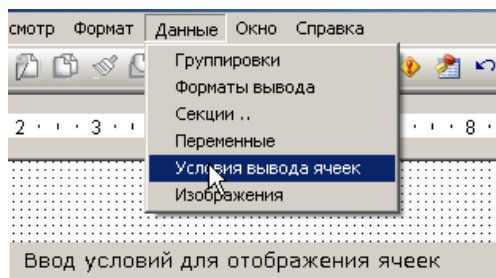 смотр Формат Данные Окно Справка
Группировки
Форматы вывода
Секции ..
Переменные
Условия вывода ячеек
Изображения
2 3 8
Ввод условий для отображения ячеек